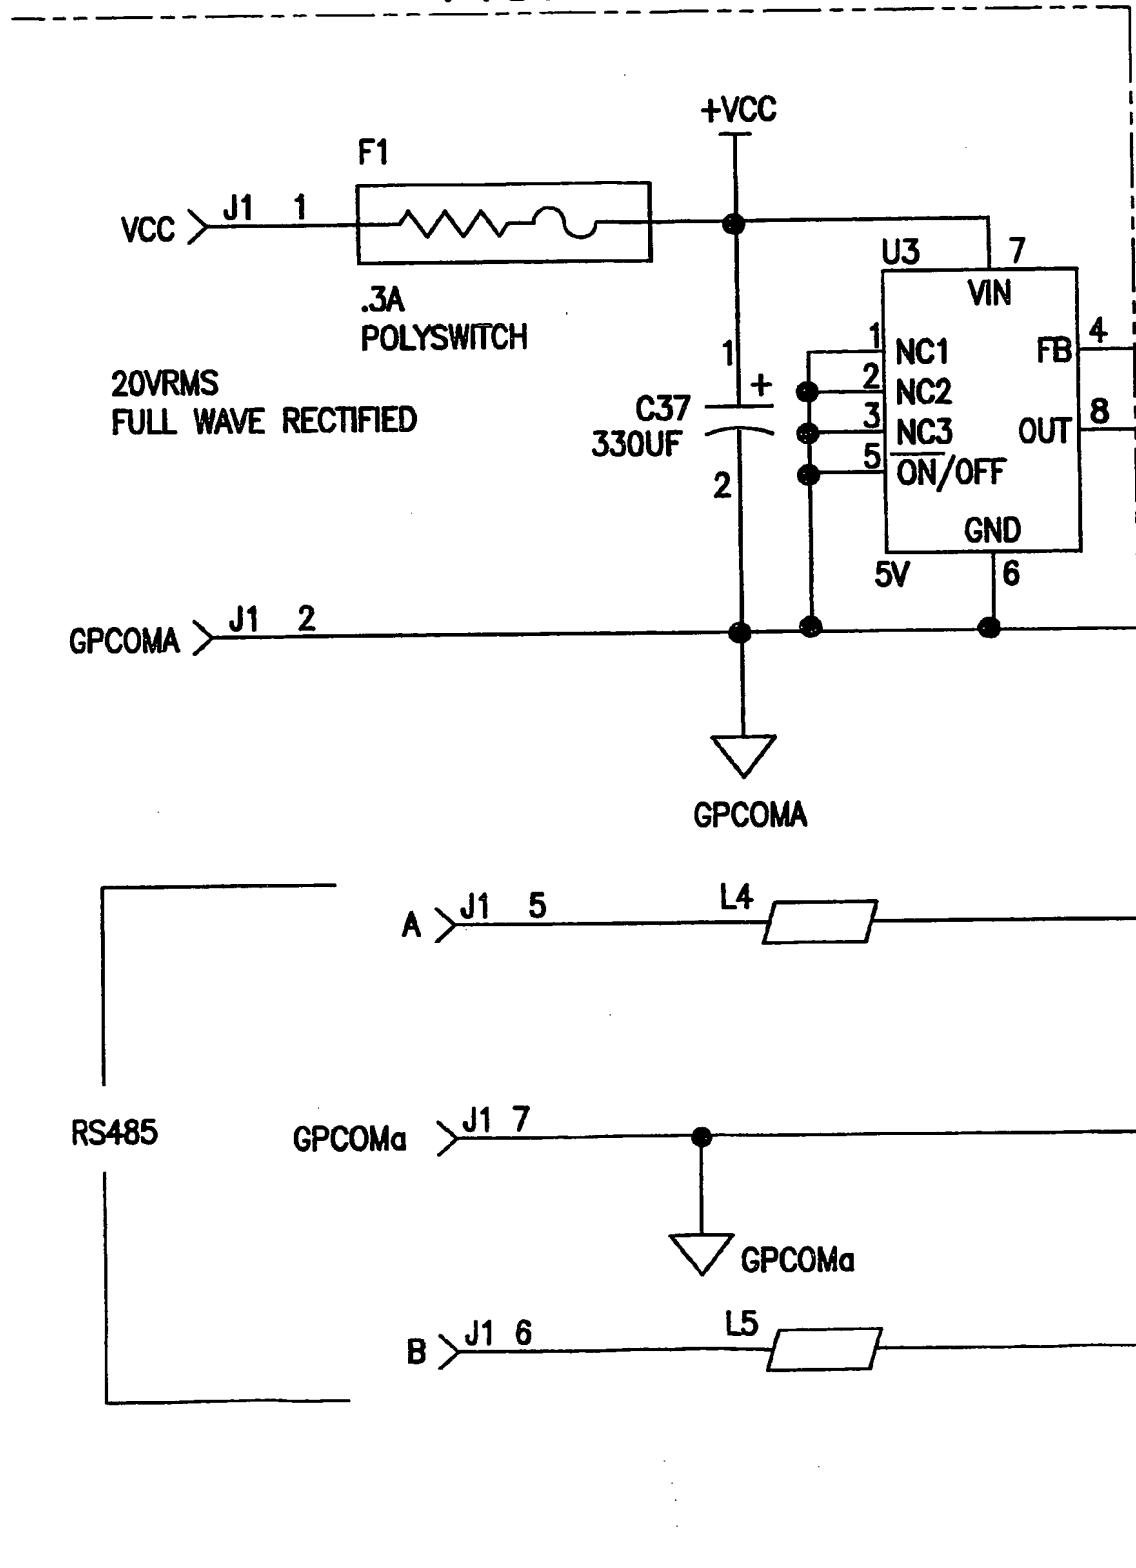 +VCC
F1
VCC J1 1
.3A
POLYSWITCH
20VRMS
FULL WAVE RECTIFIED
1
+
C37
330UF
2
U3 7
VIN
1 NC1
2 NC2
3 NC3
5 ON/OFF
FB 4
OUT 8
GND
5V 6
GPCOMA J1 2
GPCOMA
A J1 5 L4
RS485
GPCOMa J1 7
GPCOMa
B J1 6 L5